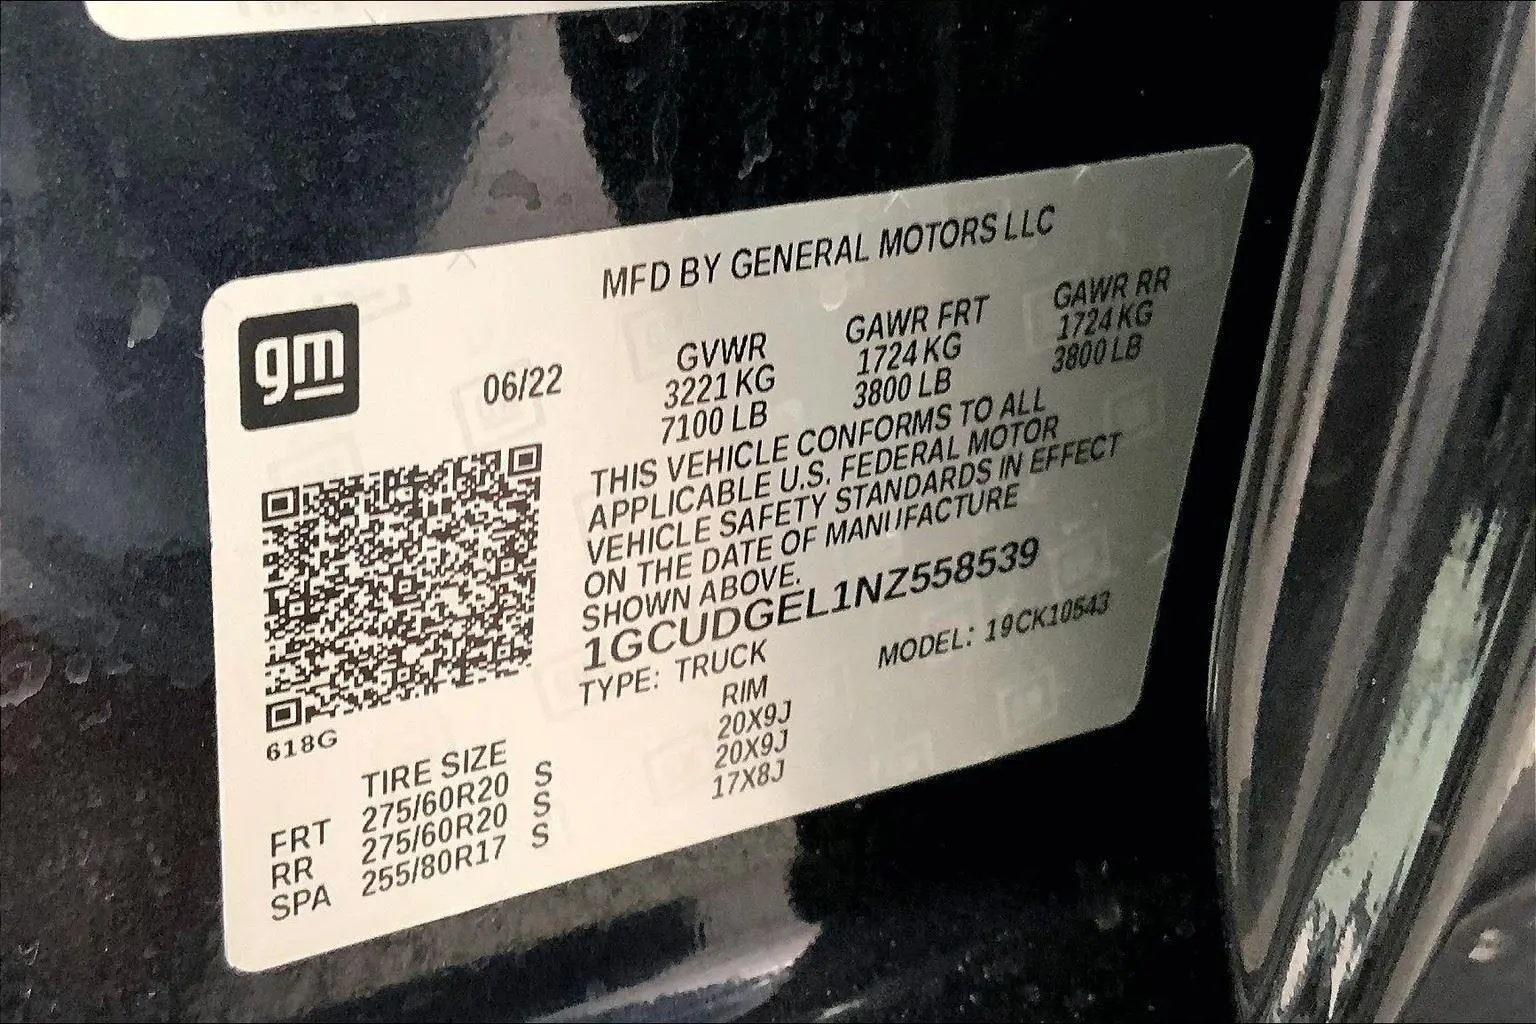 MFD BY GENERAL MOTORS LLC
gm
06/22
GVWR GAWR FRT GAWR RR
3221 KG 1724 KG 1724 KG
7100 LB 3800 LB 3800 LB
THIS VEHICLE CONFORMS TO ALL
APPLICABLE U.S. FEDERAL MOTOR
VEHICLE SAFETY STANDARDS IN EFFECT
ON THE DATE OF MANUFACTURE
SHOWN ABOVE.
1GCUDGEL1NZ558539
TYPE: TRUCK MODEL: 19CK10543
618G
TIRE SIZE RIM
FRT 275/60R20 S 20X9J
RR 275/60R20 S 20X9J
SPA 255/80R17 S 17X8J